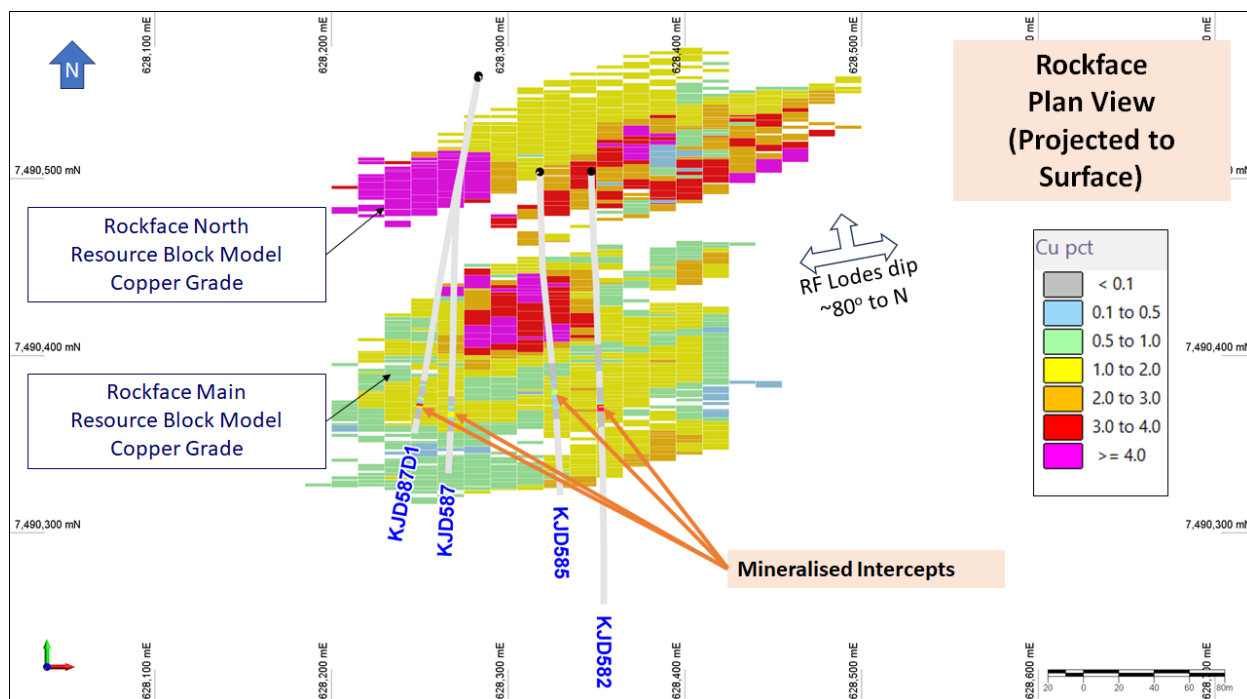 628,100 mE
628,200 mE
628,300 mE
628,400 mE
628,500 mE
N
Rockface
Plan View
(Projected to
Surface)
7,490,500 mN
Rockface North
Resource Block Model
Copper Grade
RF Lodes dip
~80° to N
Cu pct
< 0.1
0.1 to 0.5
0.5 to 1.0
1.0 to 2.0
2.0 to 3.0
3.0 to 4.0
>= 4.0
7,490,400 mN
7,490,400 mN
Rockface Main
Resource Block Model
Copper Grade
KJD587D1
KJD587
KJD585
KJD582
7,490,300 mN
7,490,300 mN
Mineralised Intercepts
628,100 mE
628,200 mE
628,300 mE
628,400 mE
628,500 mE
628,600 mE
20 0 20 40 60 80m